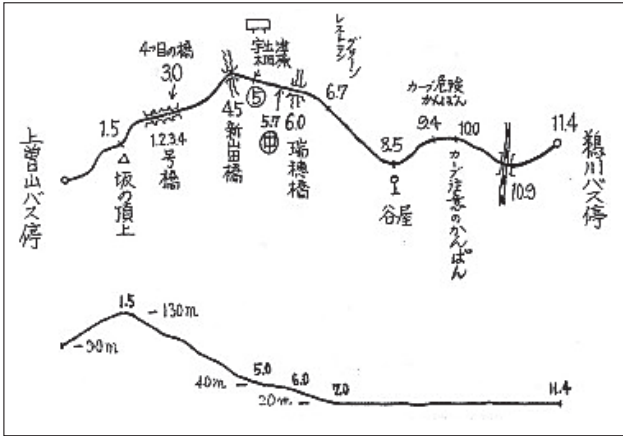 上曽山バス停
1.5
坂の頂上
4つ目の橋
3.0
1.2.3.4
号橋
4.5
新山田橋
⑤
5.7
6.0
瑞穂橋
レストラン
グリーン
6.7
8.5
谷屋
カーブ危険
かんばん
9.4
10.0
カーブ注意のかんばん
10.9
11.4
鵜川バス停
1.5
-130m
-90m
40m-
5.0
6.0
20m-
7.0
11.4